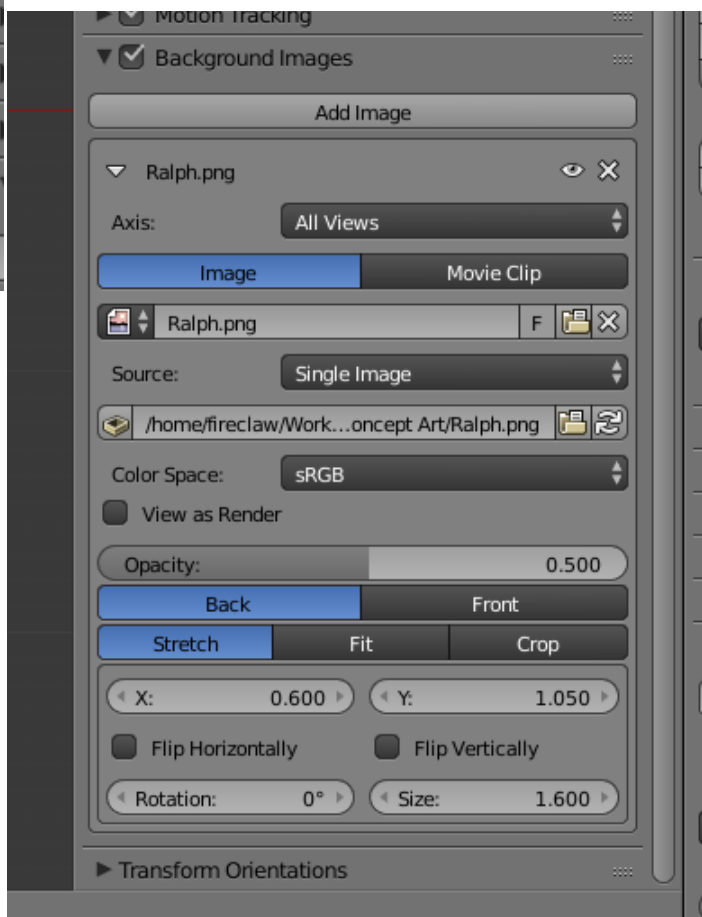 Motion Tracking
Background Images
Add Image
Ralph.png
Axis: All Views
Image Movie Clip
Ralph.png F
Source: Single Image
/home/fireclaw/Work...oncept Art/Ralph.png
Color Space: sRGB
View as Render
Opacity: 0.500
Back Front
Stretch Fit Crop
X: 0.600 Y: 1.050
Flip Horizontally Flip Vertically
Rotation: 0° Size: 1.600
Transform Orientations